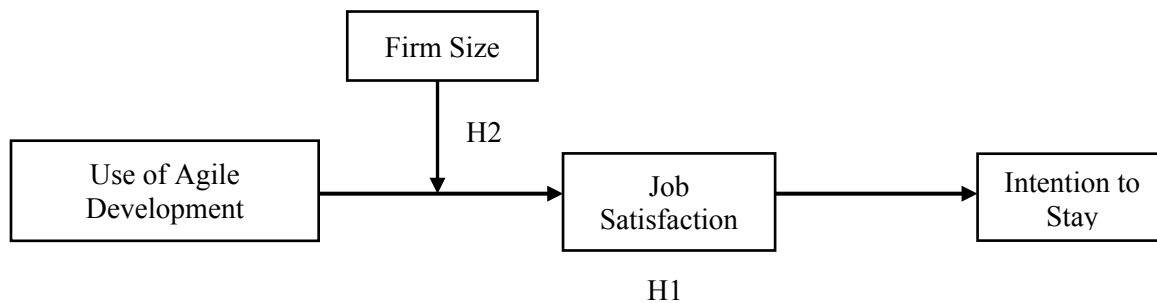 Firm Size
H2
Use of Agile
Development
Job
Satisfaction
Intention to
Stay
H1